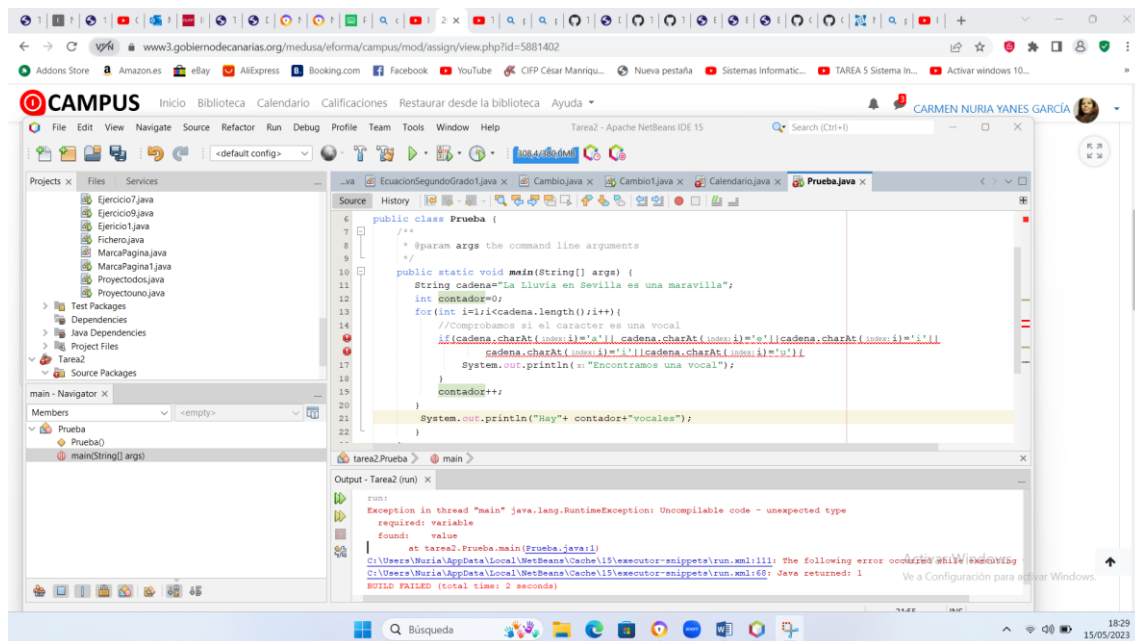 www3.gobiernodecanarias.org/medusa/eforma/campus/mod/assign/view.php?id=5881402
Addons Store Amazon.es eBay AliExpress Booking.com Facebook YouTube CIFP César Manriqu... Nueva pestaña Sistemas Informatic... TAREA 5 Sistema In... Activar windows 10... »
CAMPUS Inicio Biblioteca Calendario Calificaciones Restaurar desde la biblioteca Ayuda CARMEN NURIA YANES GARCÍA
File Edit View Navigate Source Refactor Run Debug Profile Team Tools Window Help Tarea2 - Apache NetBeans IDE 15 Search (Ctrl+I)
<default config>
Projects Files Services
...va EcuacionSegundoGrado1.java Cambio.java Cambio1.java Calendario.java Prueba.java
Source History
Ejercicio7.java
Ejercicio9.java
Ejericio1.java
Fichero.java
MarcaPagina.java
MarcaPagina1.java
Proyectodos.java
Proyectouno.java
Test Packages
Dependencies
Java Dependencies
Project Files
Tarea2
Source Packages
main - Navigator
Members <empty>
Prueba
Prueba()
main(String[] args)
6 public class Prueba {
7 /**
8 * @param args the command line arguments
9 */
10 public static void main(String[] args) {
11 String cadena="La Lluvia en Sevilla es una maravilla";
12 int contador=0;
13 for(int i=1;i<cadena.length();i++){
14 //Comprobamos si el caracter es una vocal
if(cadena.charAt( index: i)='a'|| cadena.charAt( index: i)='e'||cadena.charAt( index: i)='i'||
cadena.charAt( index: i)='i'||cadena.charAt( index: i)='u'){
17 System.out.println( s: "Encontramos una vocal");
18 }
19 contador++;
20 }
21 System.out.println("Hay"+ contador+"vocales");
22 }
tarea2.Prueba main
Output - Tarea2 (run)
run:
Exception in thread "main" java.lang.RuntimeException: Uncompilable code - unexpected type
required: variable
found: value
at tarea2.Prueba.main(Prueba.java:1)
C:\Users\Nuria\AppData\Local\NetBeans\Cache\15\executor-snippets\run.xml:111: The following error occurred while executing
C:\Users\Nuria\AppData\Local\NetBeans\Cache\15\executor-snippets\run.xml:68: Java returned: 1
BUILD FAILED (total time: 2 seconds)
Activar Windows
Ve a Configuración para activar Windows.
Búsqueda
18:29
15/05/2023